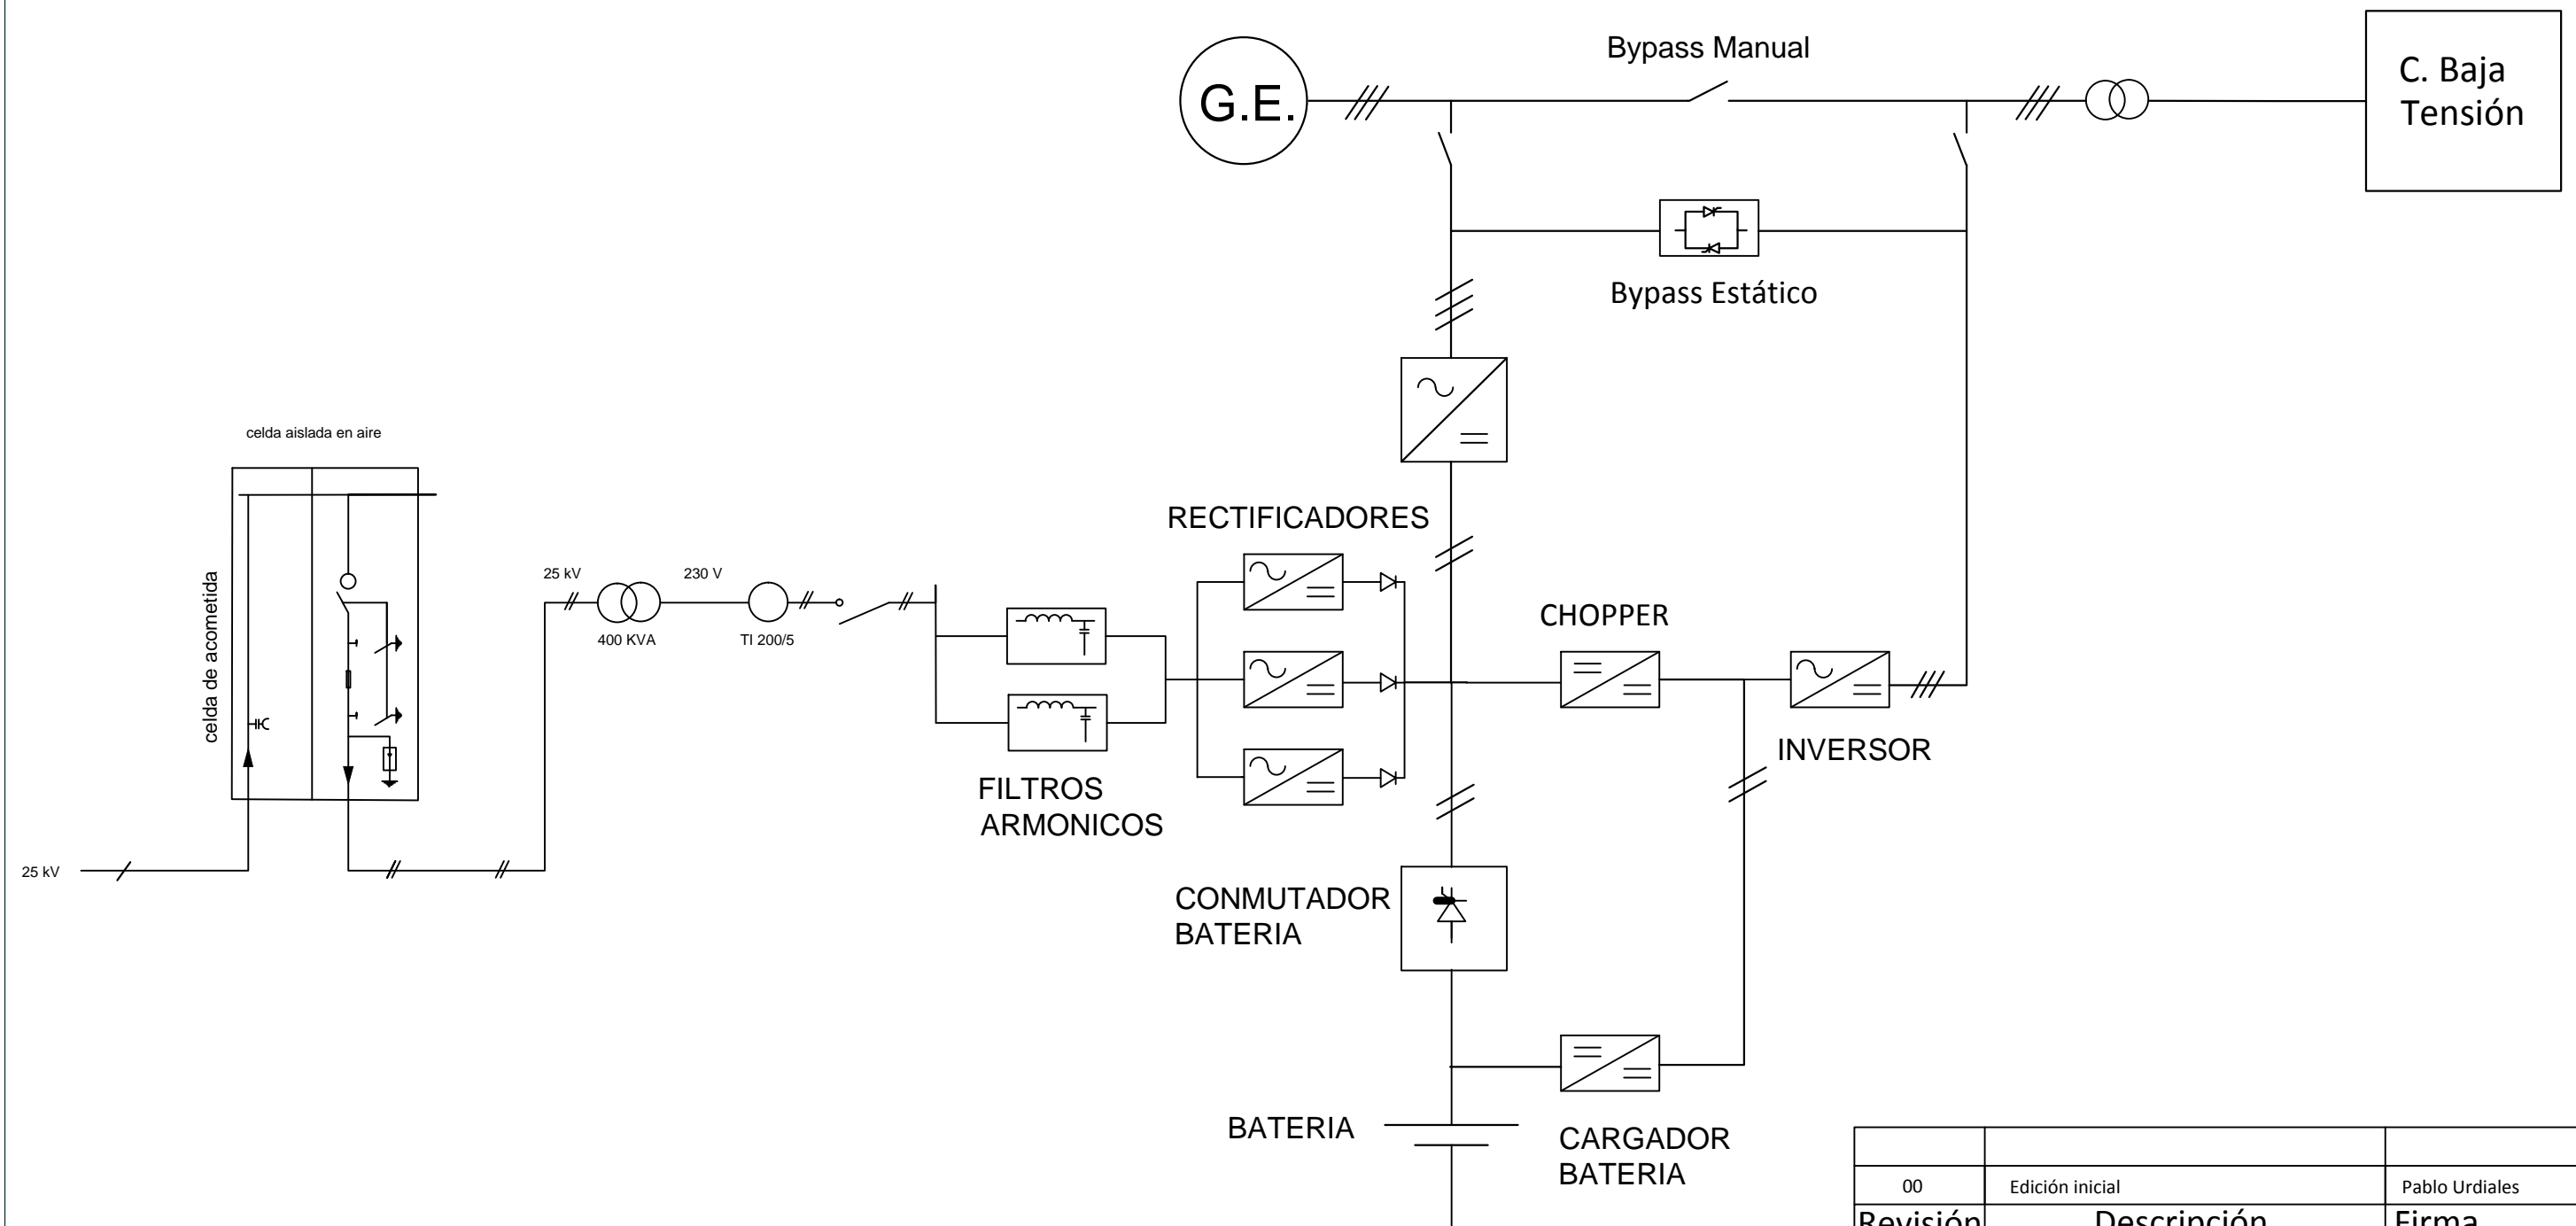 Bypass Manual
G.E.
C. Baja
Tensión
Bypass Estático
celda aislada en aire
celda de acometida
RECTIFICADORES
25 kV
230 V
400 KVA
TI 200/5
CHOPPER
INVERSOR
FILTROS
ARMONICOS
25 kV
CONMUTADOR
BATERIA
BATERIA
CARGADOR
BATERIA
00 Edición inicial Pablo Urdiales
Revisión Descripción Firma